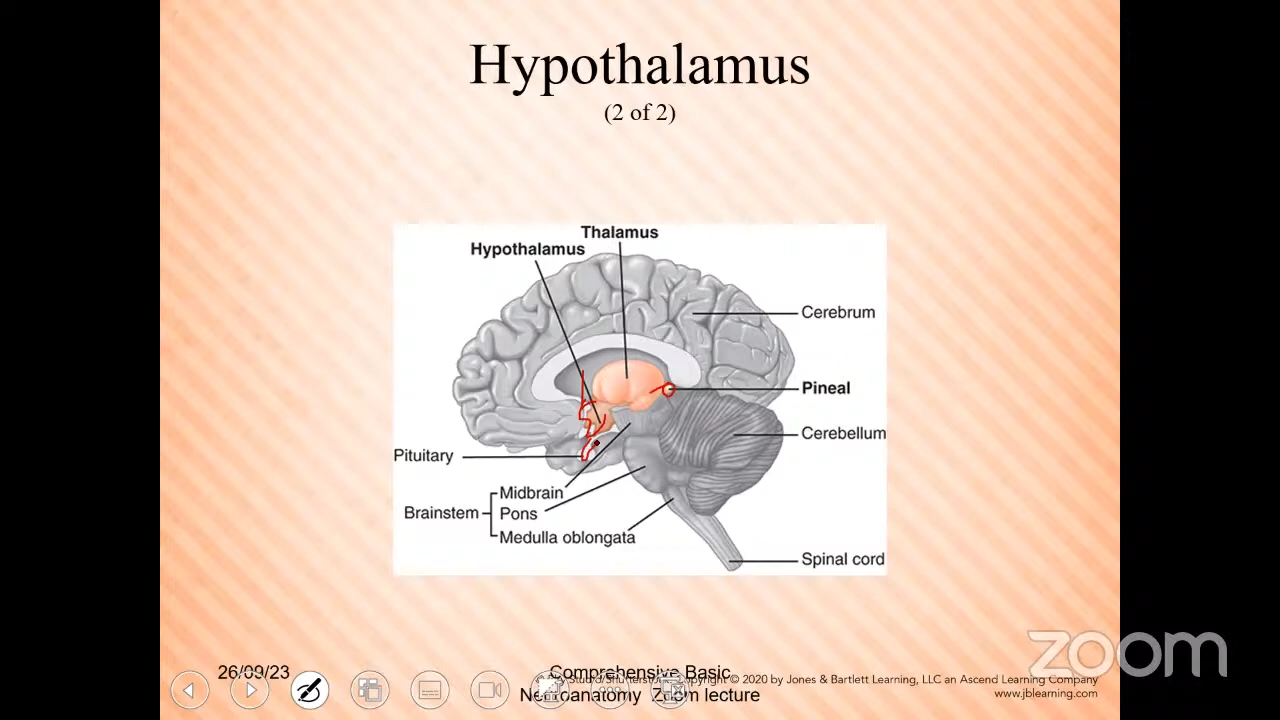 Hypothalamus
(2 of 2)
Thalamus
Hypothalamus
Cerebrum
Pineal
Cerebellum
Pituitary
Midbrain
Brainstem
Pons
Medulla oblongata
Spinal cord
zoom
26/09/23
Comprehensive Basic
Neuroanatomy Zoom lecture
Copyright © 2020 by Jones & Bartlett Learning, LLC an Ascend Learning Company
www.jblearning.com